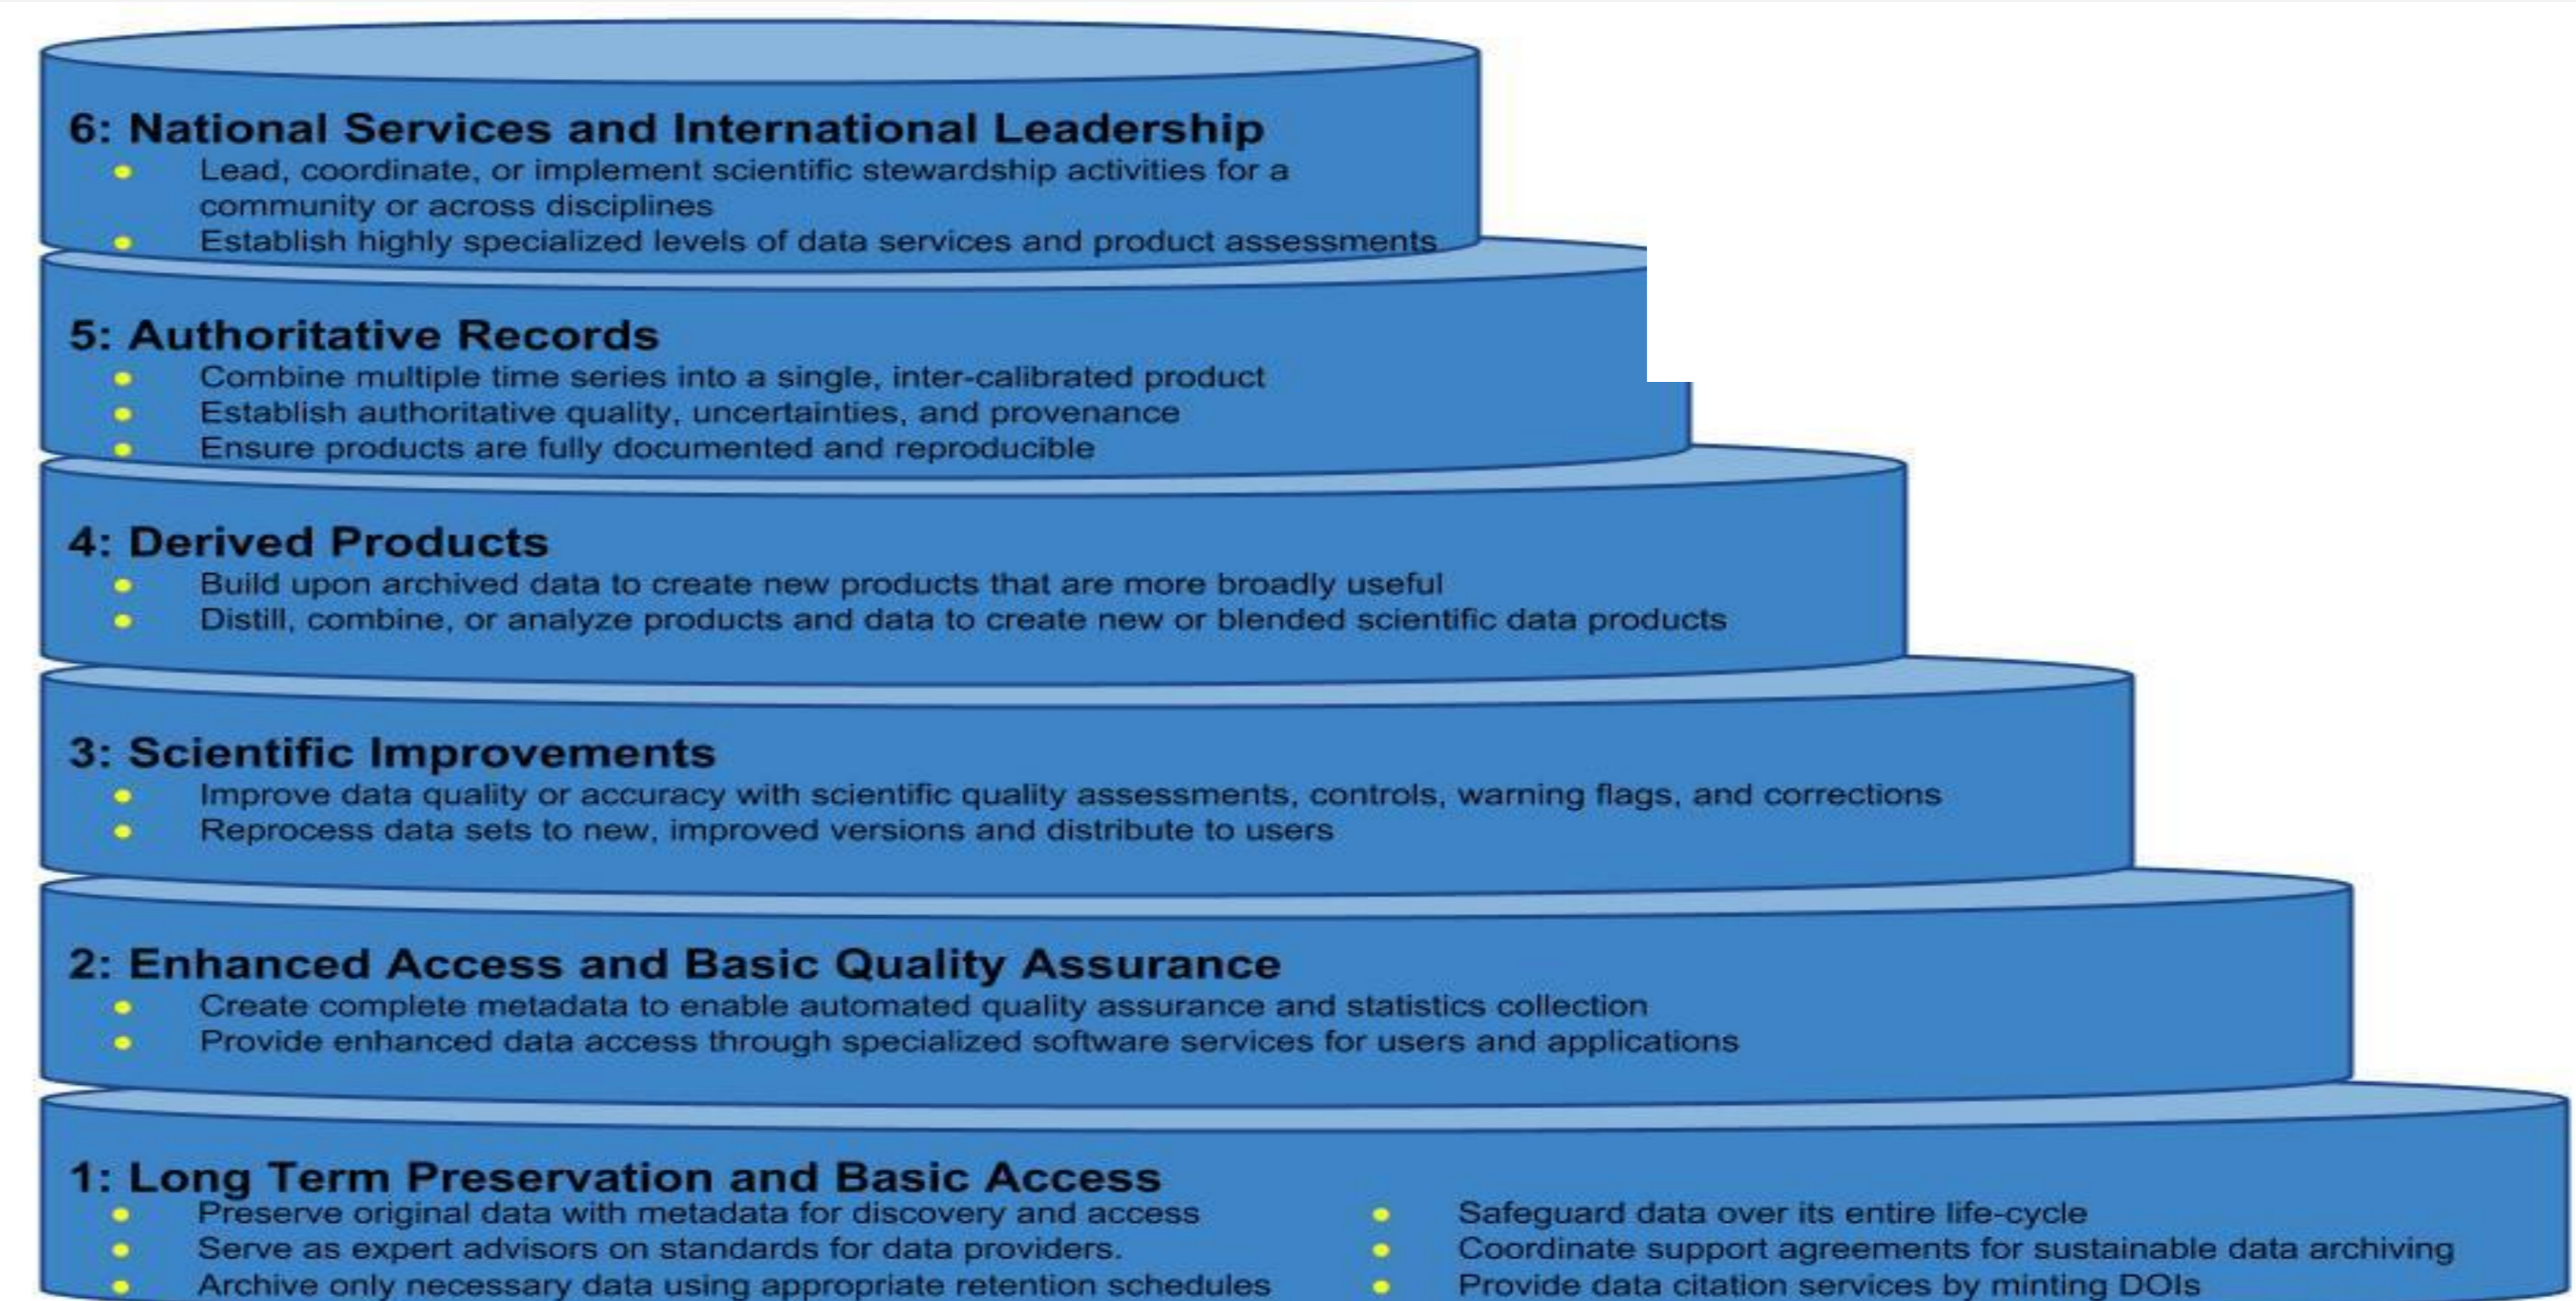 6: National Services and International Leadership
Lead, coordinate, or implement scientific stewardship activities for a
community or across disciplines
Establish highly specialized levels of data services and product assessments
5: Authoritative Records
Combine multiple time series into a single, inter-calibrated product
Establish authoritative quality, uncertainties, and provenance
Ensure products are fully documented and reproducible
4: Derived Products
Build upon archived data to create new products that are more broadly useful
Distill, combine, or analyze products and data to create new or blended scientific data products
3: Scientific Improvements
Improve data quality or accuracy with scientific quality assessments, controls, warning flags, and corrections
Reprocess data sets to new, improved versions and distribute to users
2: Enhanced Access and Basic Quality Assurance
Create complete metadata to enable automated quality assurance and statistics collection
Provide enhanced data access through specialized software services for users and applications
1: Long Term Preservation and Basic Access
Preserve original data with metadata for discovery and access
Serve as expert advisors on standards for data providers.
Archive only necessary data using appropriate retention schedules
Safeguard data over its entire life-cycle
Coordinate support agreements for sustainable data archiving
Provide data citation services by minting DOIs